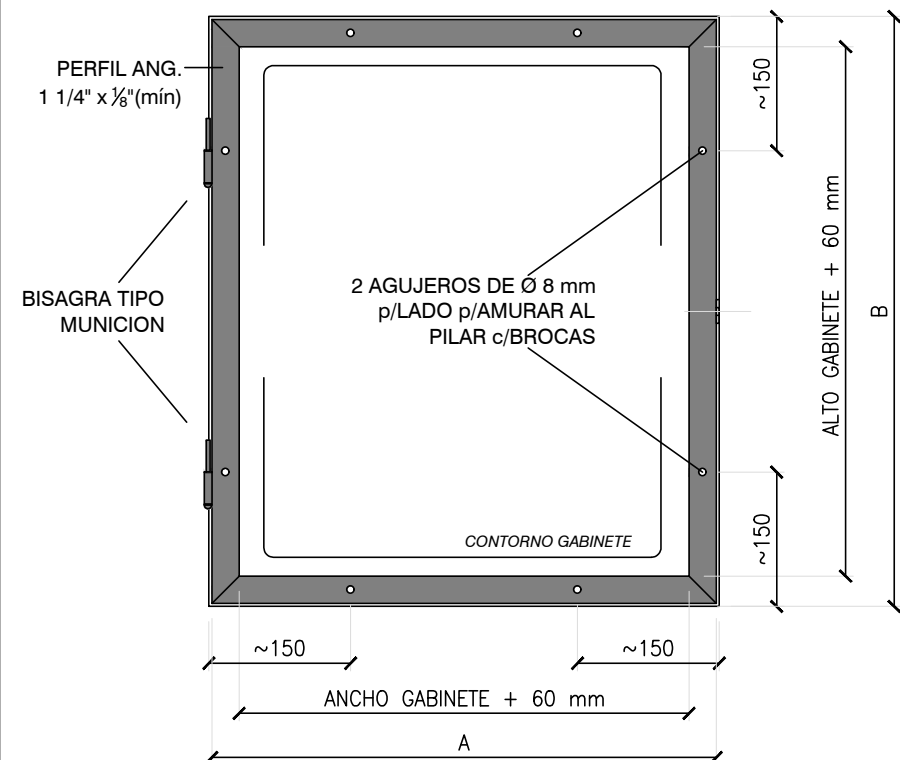 PERFIL ANG.
1 1/4" x 1/8"(mín)
~150
BISAGRA TIPO
MUNICION
2 AGUJEROS DE Ø 8 mm
p/LADO p/AMURAR AL
PILAR c/BROCAS
ALTO GABINETE + 60 mm
B
CONTORNO GABINETE
~150
~150
~150
ANCHO GABINETE + 60 mm
A